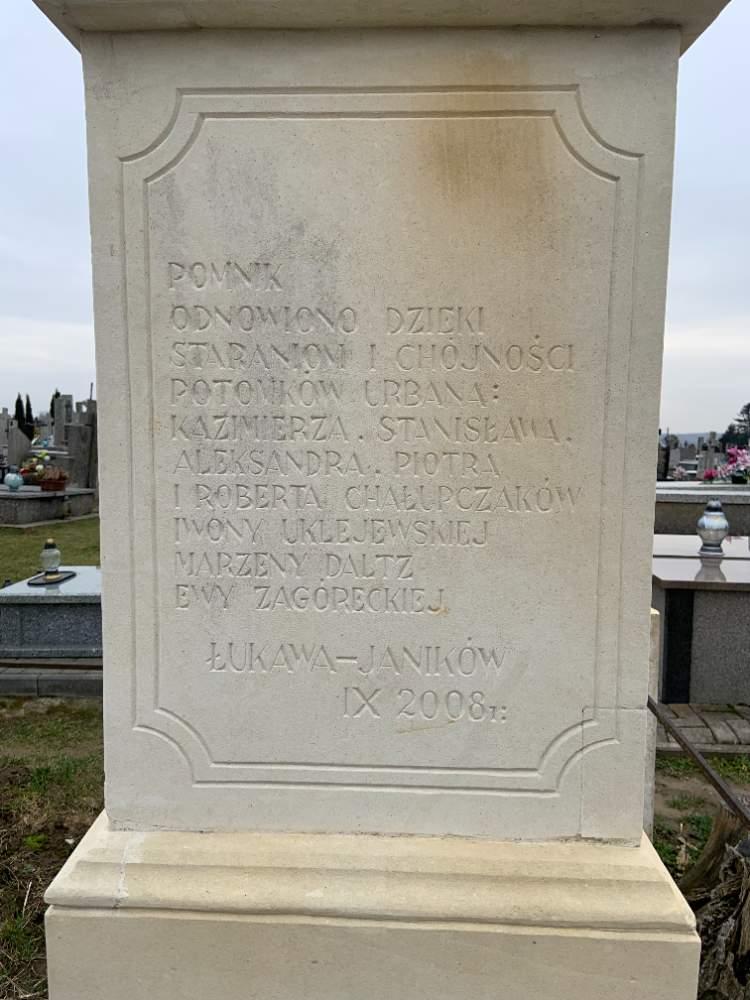 POMNIK
ODNOWIONO DZIĘKI
STARANIOM I CHOJNOŚCI
POTOMKÓW URBANA:
KAZIMIERZA. STANISŁAWA.
ALEKSANDRA. PIOTRA
I ROBERTA CHAŁUPCZAKÓW
IWONY UKLEJEWSKIEJ
MARZENY DALTZ
EWY ZAGÓRECKIEJ
ŁUKAWA-JANIKÓW
IX 2008r.